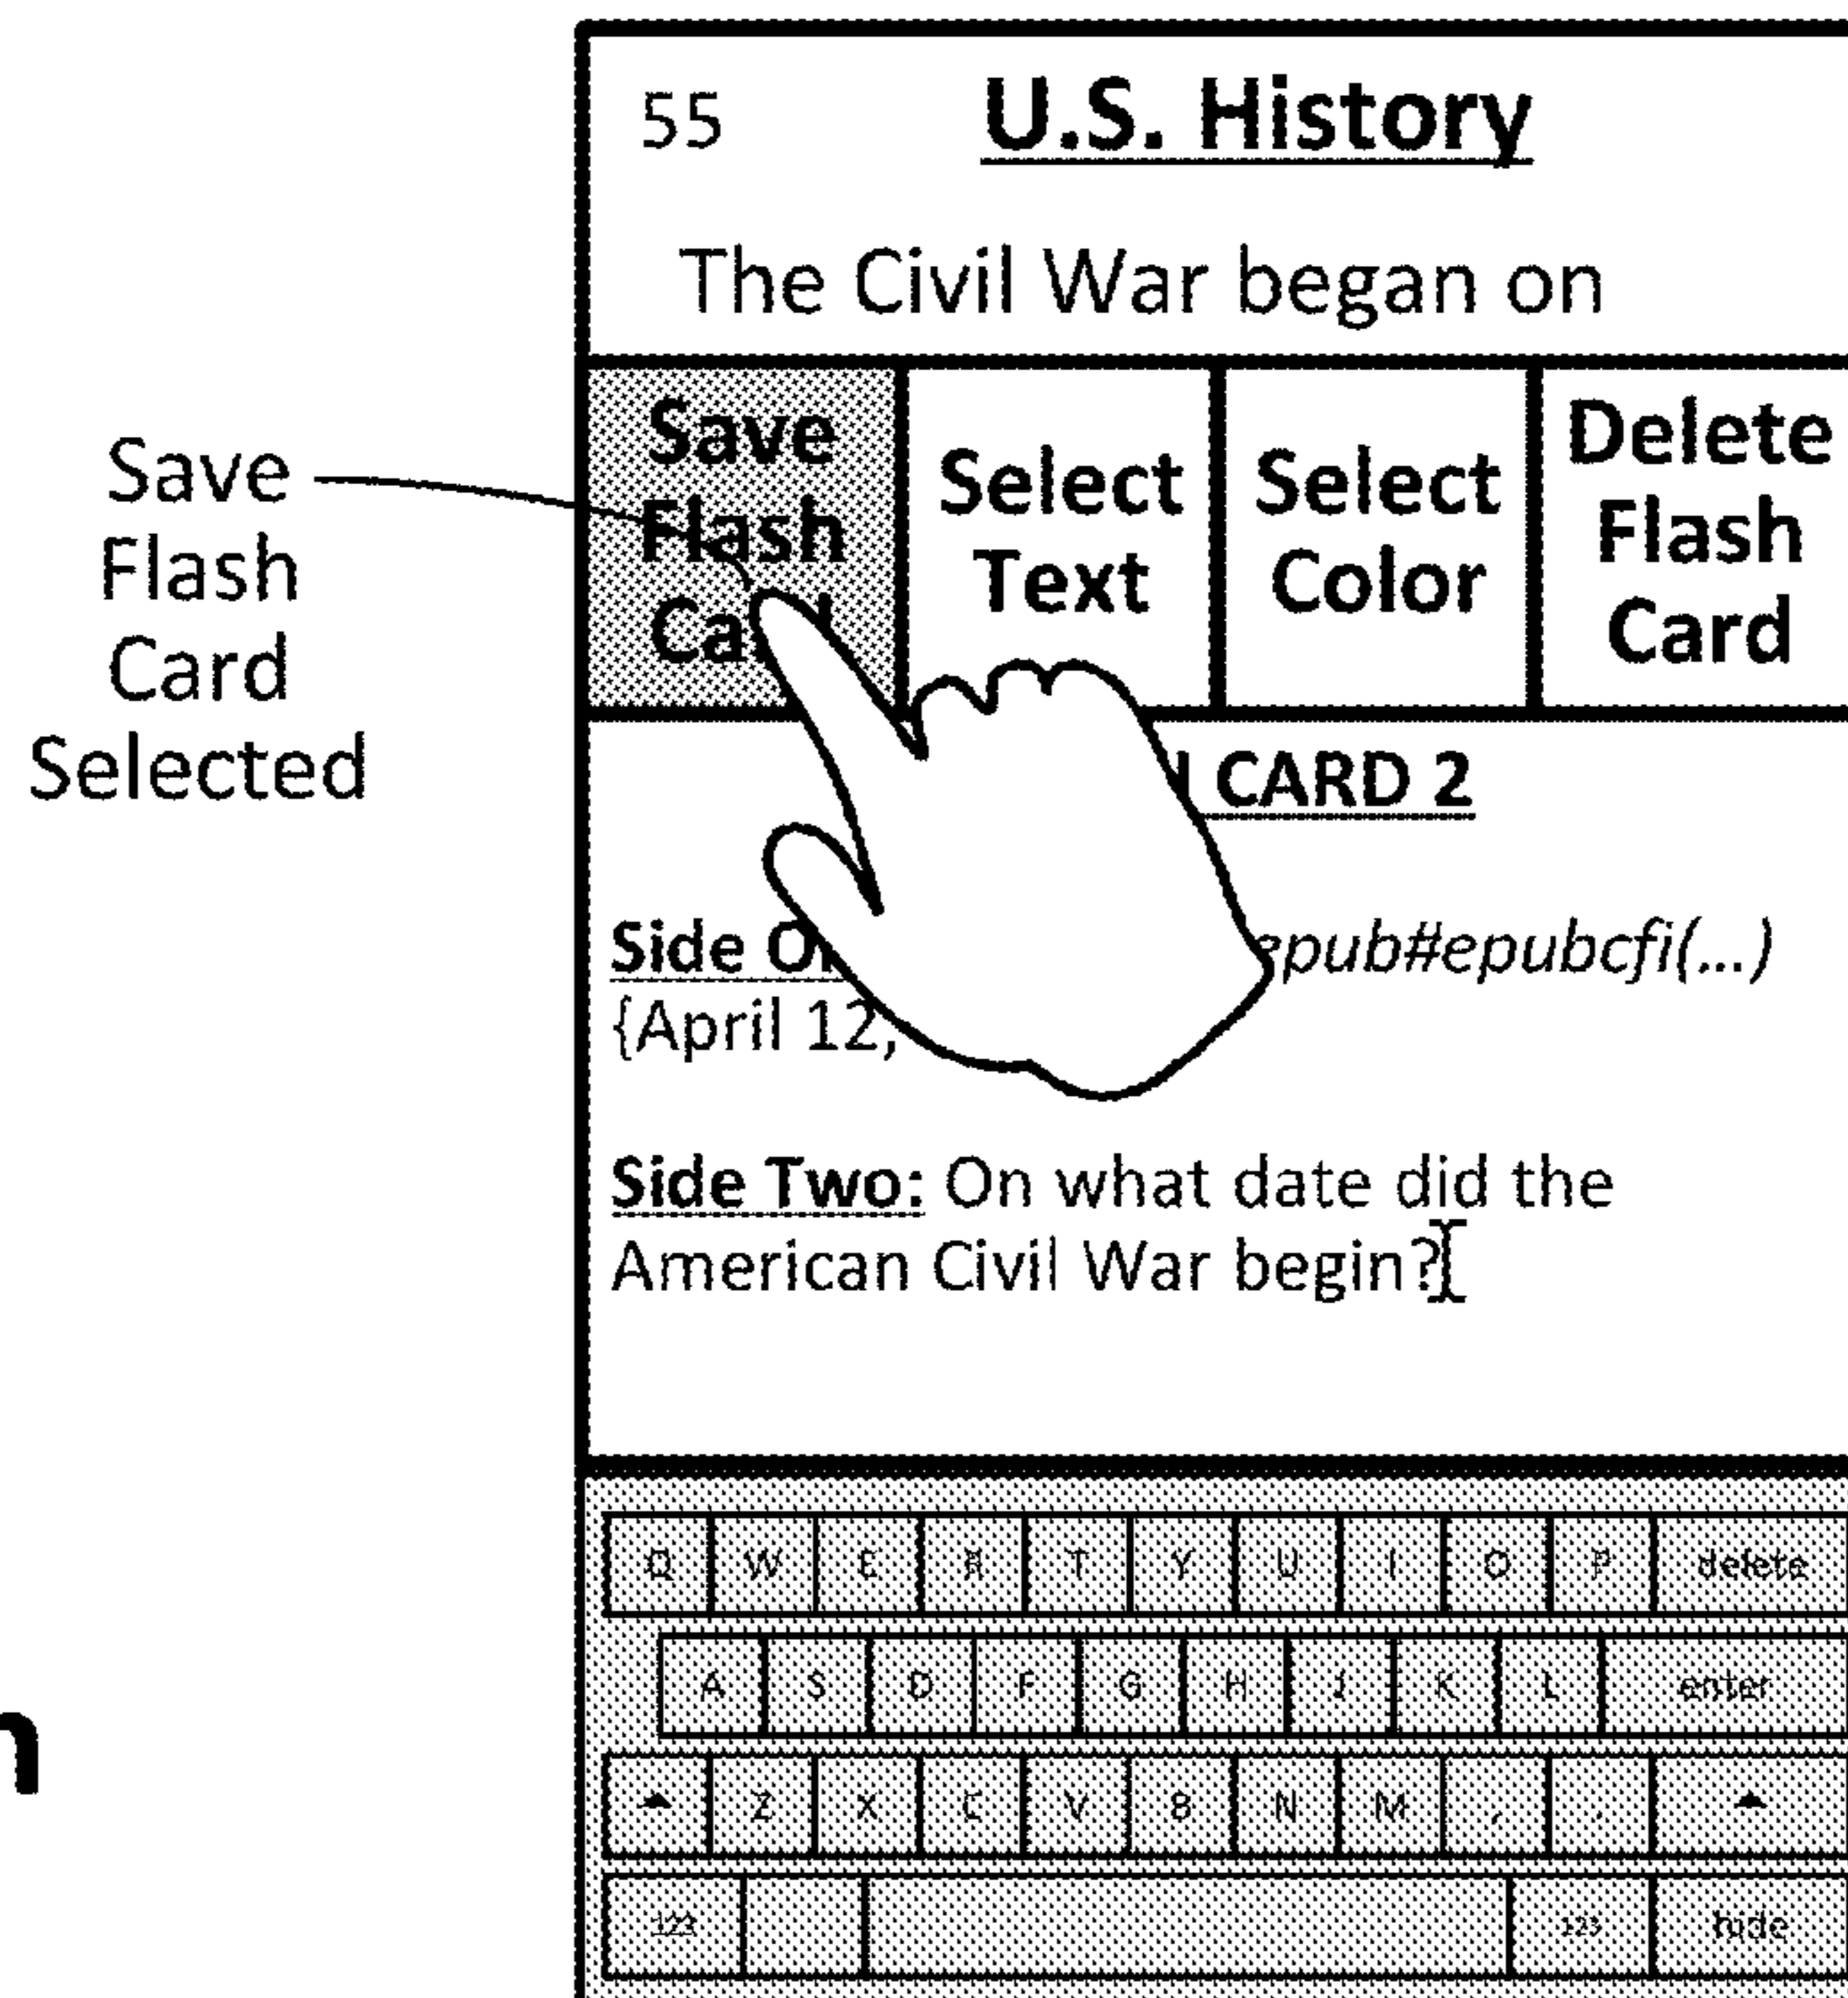 55 U.S. History
The Civil War began on
Save
Flash
Card
Selected
Save
Flash
Select
Text
Select
Color
Delete
Flash
Card
CARD 2
Side epub#epubcfi(...)
{April 12,
Side Two: On what date did the
American Civil War begin?
Q W E R T Y U I O P delete
A S D F G H J K L enter
Z X C V B N M , .
123 123 hide